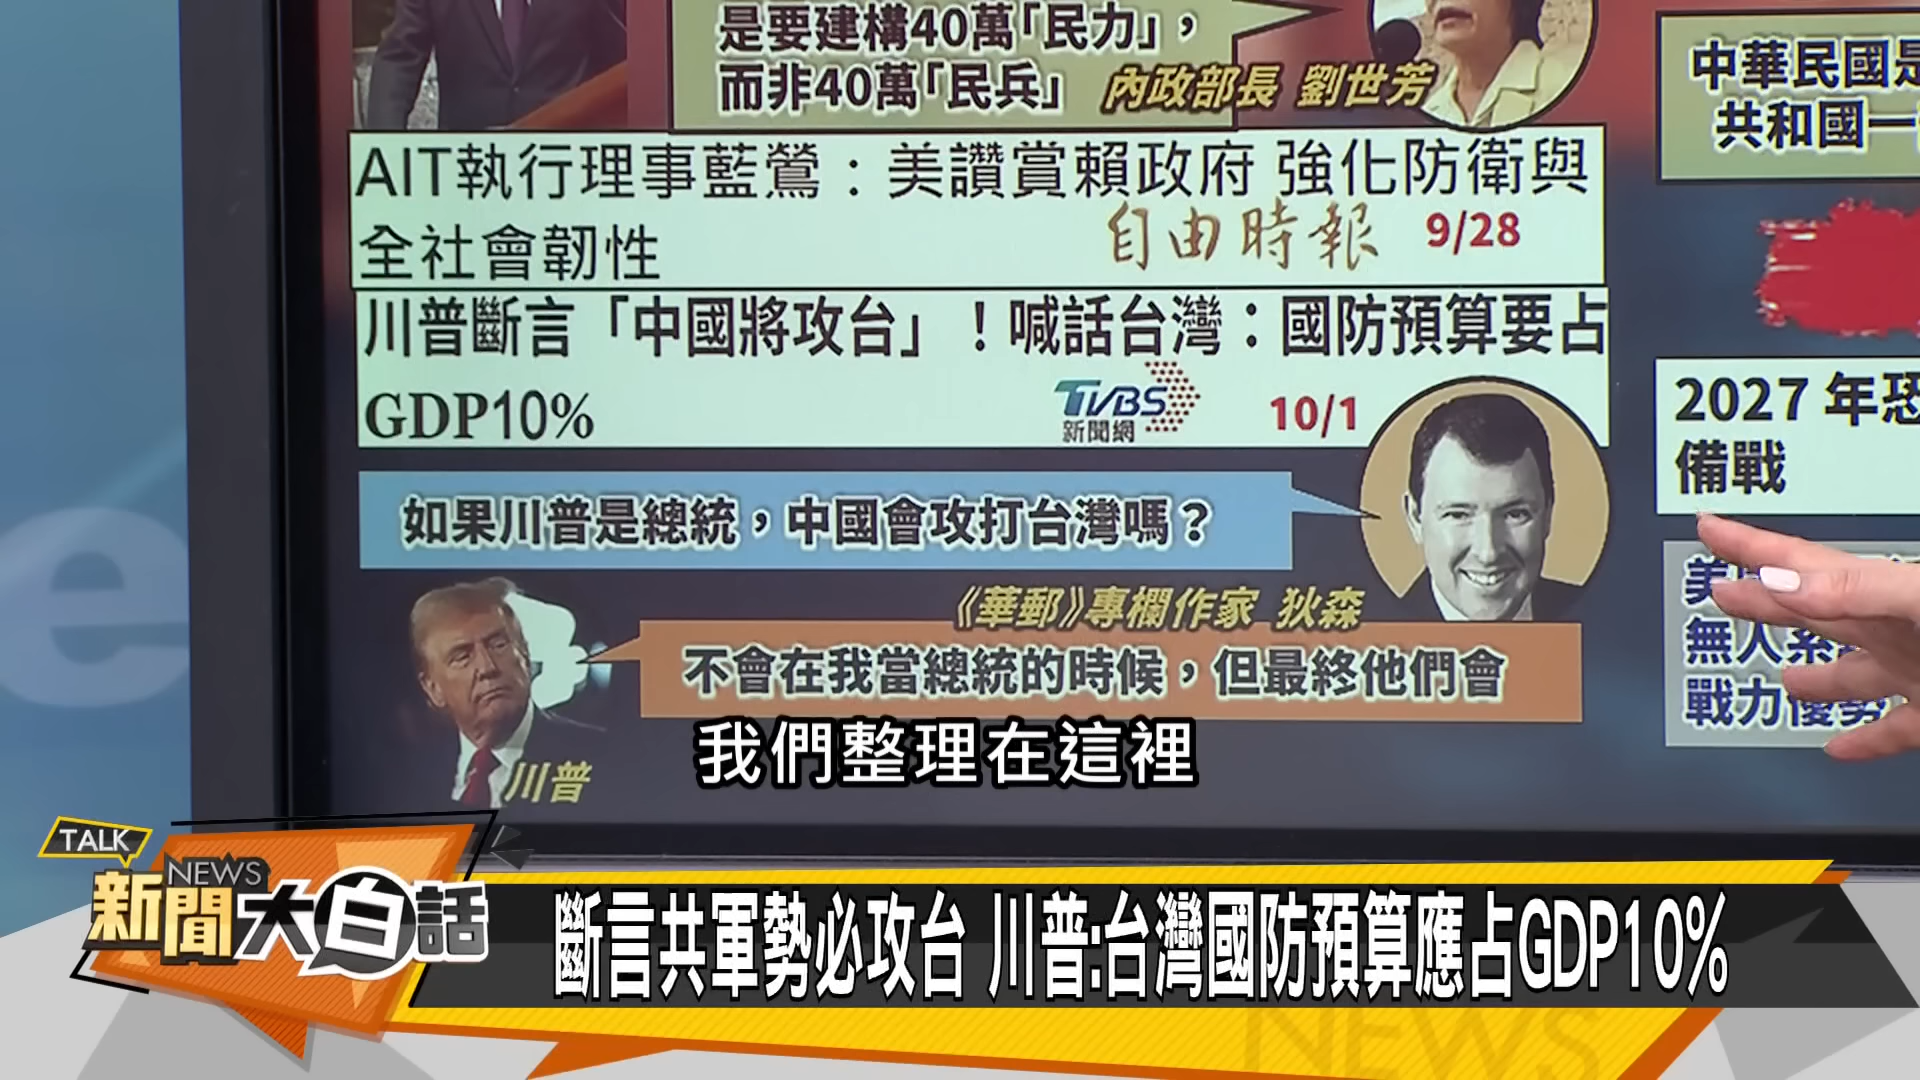 是要建構40萬「民力」，
而非40萬「民兵」
內政部長 劉世芳
中華民國是
共和國一
AIT執行理事藍鶯：美讚賞賴政府 強化防衛與
全社會韌性
自由時報 9/28
川普斷言「中國將攻台」！喊話台灣：國防預算要占
GDP10%
TVBS
新聞網
10/1
2027 年恐
備戰
如果川普是總統，中國會攻打台灣嗎？
《華郵》專欄作家 狄森
不會在我當總統的時候，但最終他們會
川普
美
無人系
戰力優勢
我們整理在這裡
TALK
NEWS
新聞大白話
斷言共軍勢必攻台 川普:台灣國防預算應占GDP10%
NEWS
e